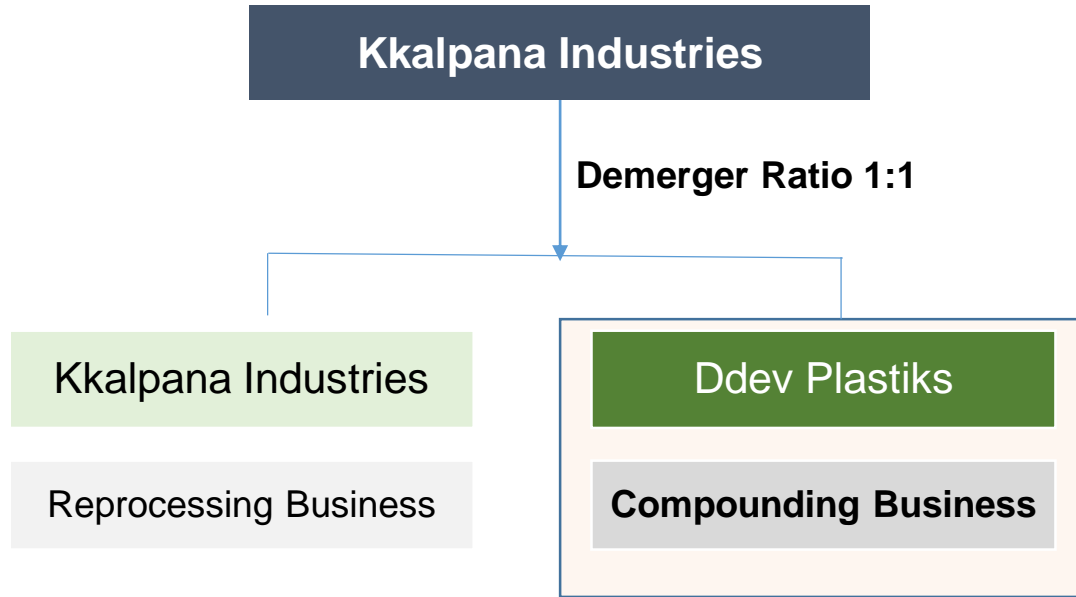 Kkalpana Industries
Demerger Ratio 1:1
Kkalpana Industries
Ddev Plastiks
Reprocessing Business
Compounding Business